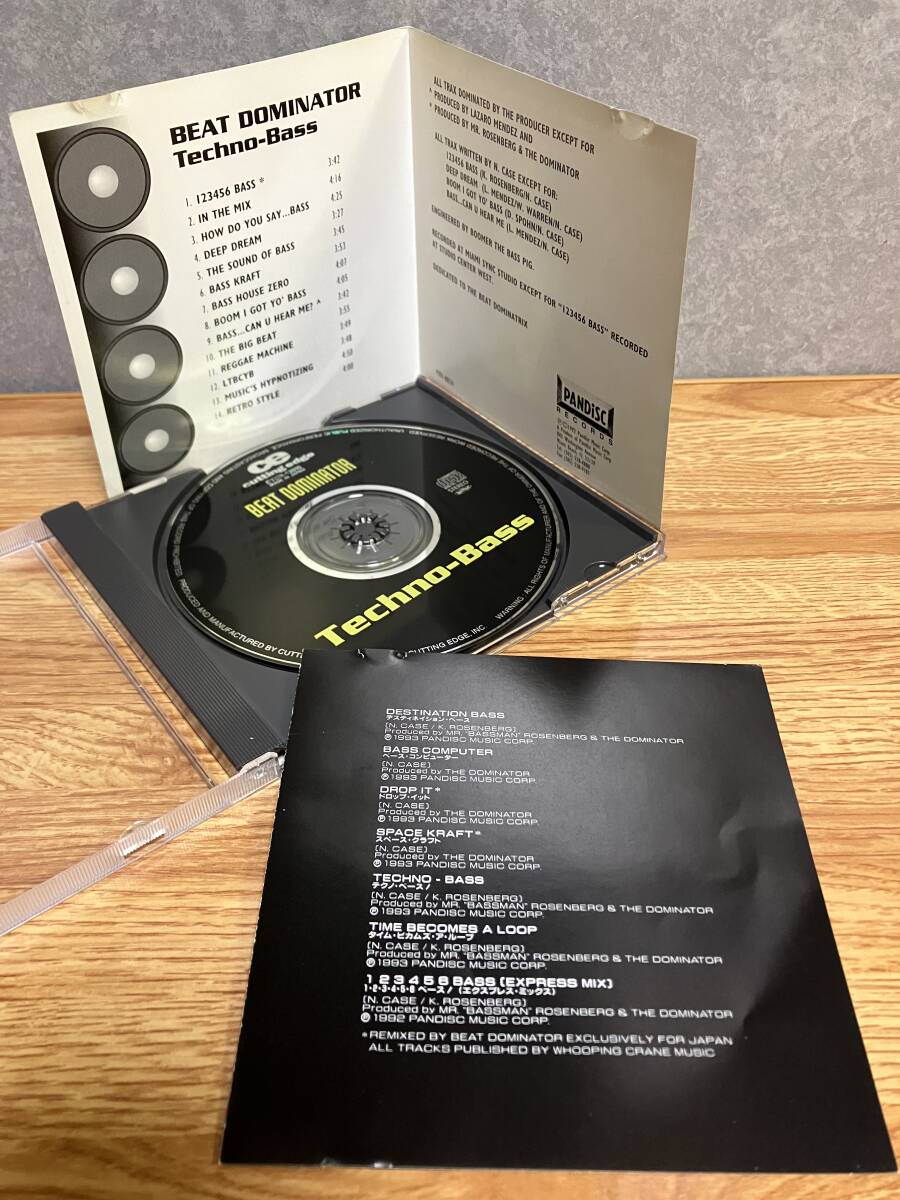 BEAT DOMINATOR
Techno-Bass
1. 123456 BASS * 3:42
2. IN THE MIX 4:16
3. HOW DO YOU SAY...BASS 4:25
4. DEEP DREAM 3:27
5. THE SOUND OF BASS 3:45
6. BASS KRAFT 3:53
7. BASS HOUSE ZERO 4:07
8. BOOM I GOT YO' BASS 4:05
9. BASS...CAN U HEAR ME? ^ 3:42
10. THE BIG BEAT 3:55
11. REGGAE MACHINE 3:49
12. LTBCYB 3:48
13. MUSIC'S HYPNOTIZING 4:50
14. RETRO STYLE 4:00
ALL TRAX DOMINATED BY THE PRODUCER EXCEPT FOR
^ PRODUCED BY LAZARO MENDEZ AND
* PRODUCED BY MR. ROSENBERG & THE DOMINATOR
ALL TRAX WRITTEN BY N. CASE EXCEPT FOR:
123456 BASS (K. ROSENBERG/N. CASE)
DEEP DREAM (L. MENDEZ/W. WARREN/N. CASE)
BOOM I GOT YO' BASS (D. SPOHN/N. CASE)
BASS...CAN U HEAR ME (L. MENDEZ/N. CASE)
ENGINEERED BY BOOMER THE BASS PIG.
RECORDED AT MIAMI SYNC STUDIO EXCEPT FOR "123456 BASS" RECORDED
AT STUDIO CENTER WEST.
DEDICATED TO THE BEAT DOMINATRIX
PANDISC
RECORDS
ce
cutting edge
BEAT DOMINATOR
STEREO
Techno-Bass
DESTINATION BASS
デスティネイション・ベース
[N. CASE / K. ROSENBERG]
Produced by MR. "BASSMAN" ROSENBERG & THE DOMINATOR
℗1993 PANDISC MUSIC CORP.
BASS COMPUTER
ベース・コンピューター
[N. CASE]
Produced by THE DOMINATOR
℗1993 PANDISC MUSIC CORP.
DROP IT*
ドロップ・イット
[N. CASE]
Produced by THE DOMINATOR
℗1993 PANDISC MUSIC CORP.
SPACE KRAFT*
スペース・クラフト
[N. CASE]
Produced by THE DOMINATOR
℗1993 PANDISC MUSIC CORP.
TECHNO - BASS
テクノ・ベース!
[N. CASE / K. ROSENBERG]
Produced by MR. "BASSMAN" ROSENBERG & THE DOMINATOR
℗1993 PANDISC MUSIC CORP.
TIME BECOMES A LOOP
タイム・ビカムズ・ア・ループ
[N. CASE / K. ROSENBERG]
Produced by MR. "BASSMAN" ROSENBERG & THE DOMINATOR
℗1993 PANDISC MUSIC CORP.
1 2 3 4 5 6 BASS [EXPRESS MIX]
1・2・3・4・5・6 ベース! (エクスプレス・ミックス)
[N. CASE / K. ROSENBERG]
Produced by MR. "BASSMAN" ROSENBERG & THE DOMINATOR
℗1992 PANDISC MUSIC CORP.
*REMIXED BY BEAT DOMINATOR EXCLUSIVELY FOR JAPAN
ALL TRACKS PUBLISHED BY WHOOPING CRANE MUSIC